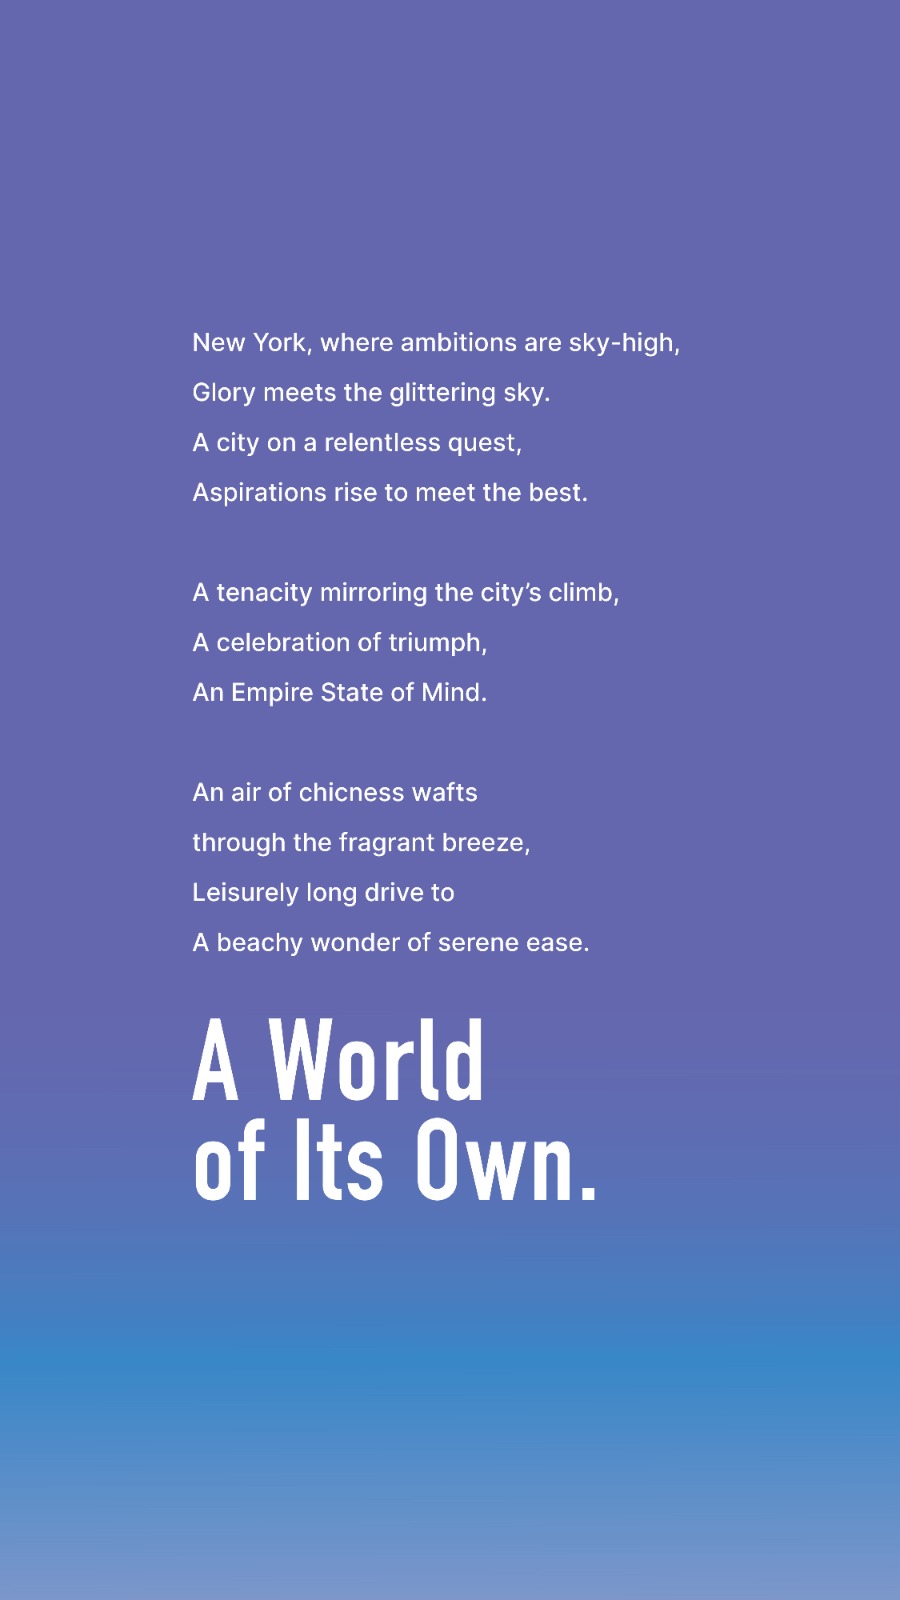 New York, where ambitions are sky-high,
Glory meets the glittering sky.
A city on a relentless quest,
Aspirations rise to meet the best.
A tenacity mirroring the city’s climb,
A celebration of triumph,
An Empire State of Mind.
An air of chicness wafts
through the fragrant breeze,
Leisurely long drive to
A beachy wonder of serene ease.
A World
of Its Own.